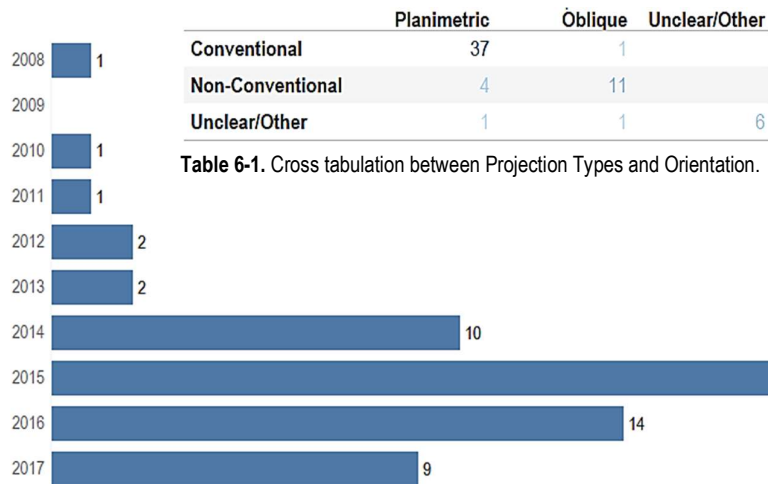 Planimetric Oblique Unclear/Other
Conventional 37 1
Non-Conventional 4 11
Unclear/Other 1 1 6
Table 6-1. Cross tabulation between Projection Types and Orientation.
2008 1
2009
2010 1
2011 1
2012 2
2013 2
2014 10
2015
2016 14
2017 9